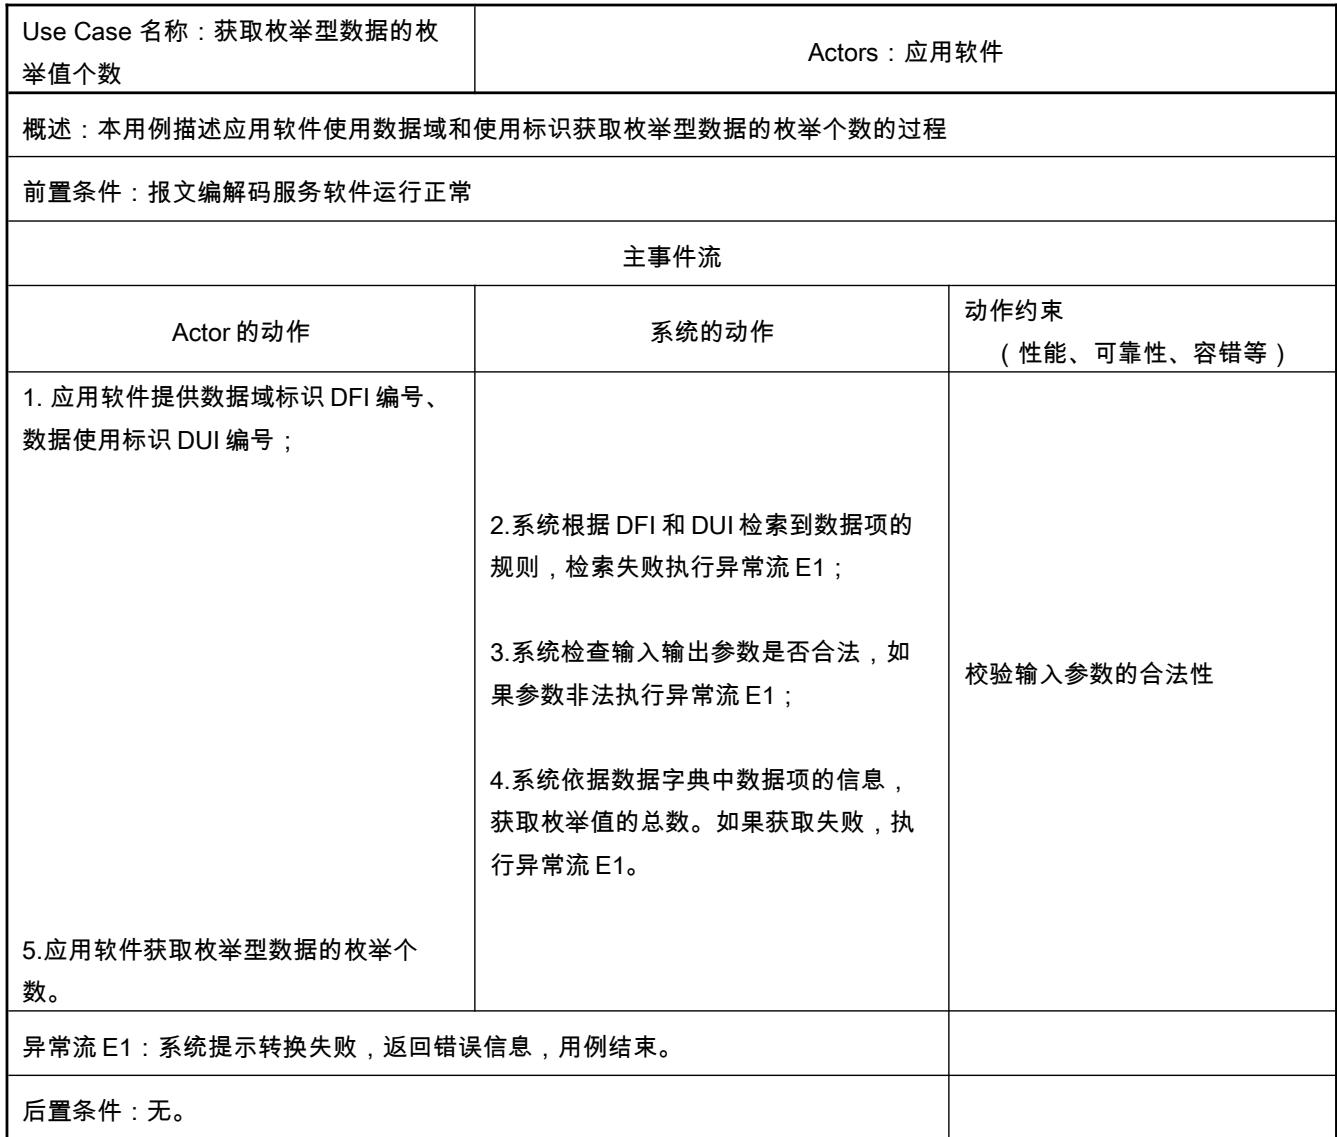 Use Case 名称：获取枚举型数据的枚
举值个数
Actors：应用软件
概述：本用例描述应用软件使用数据域和使用标识获取枚举型数据的枚举个数的过程
前置条件：报文编解码服务软件运行正常
主事件流
Actor 的动作
系统的动作
动作约束
（性能、可靠性、容错等）
1. 应用软件提供数据域标识 DFI 编号、
数据使用标识 DUI 编号；
2.系统根据 DFI 和 DUI 检索到数据项的
规则，检索失败执行异常流 E1；
3.系统检查输入输出参数是否合法，如
果参数非法执行异常流 E1；
4.系统依据数据字典中数据项的信息，
获取枚举值的总数。如果获取失败，执
行异常流 E1。
5.应用软件获取枚举型数据的枚举个
数。
校验输入参数的合法性
异常流 E1：系统提示转换失败，返回错误信息，用例结束。
后置条件：无。